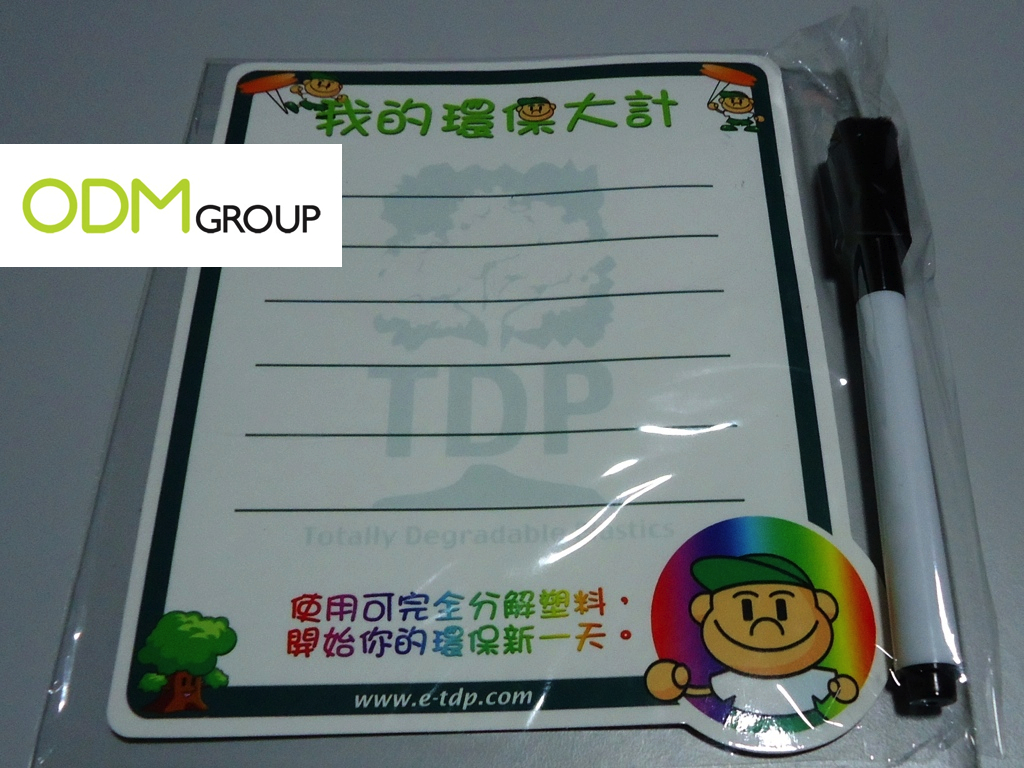 我的環保大計
ODM GROUP
TDP
Totally Degradable Plastics
使用可完全分解塑料，
開始你的環保新一天。
www.e-tdp.com